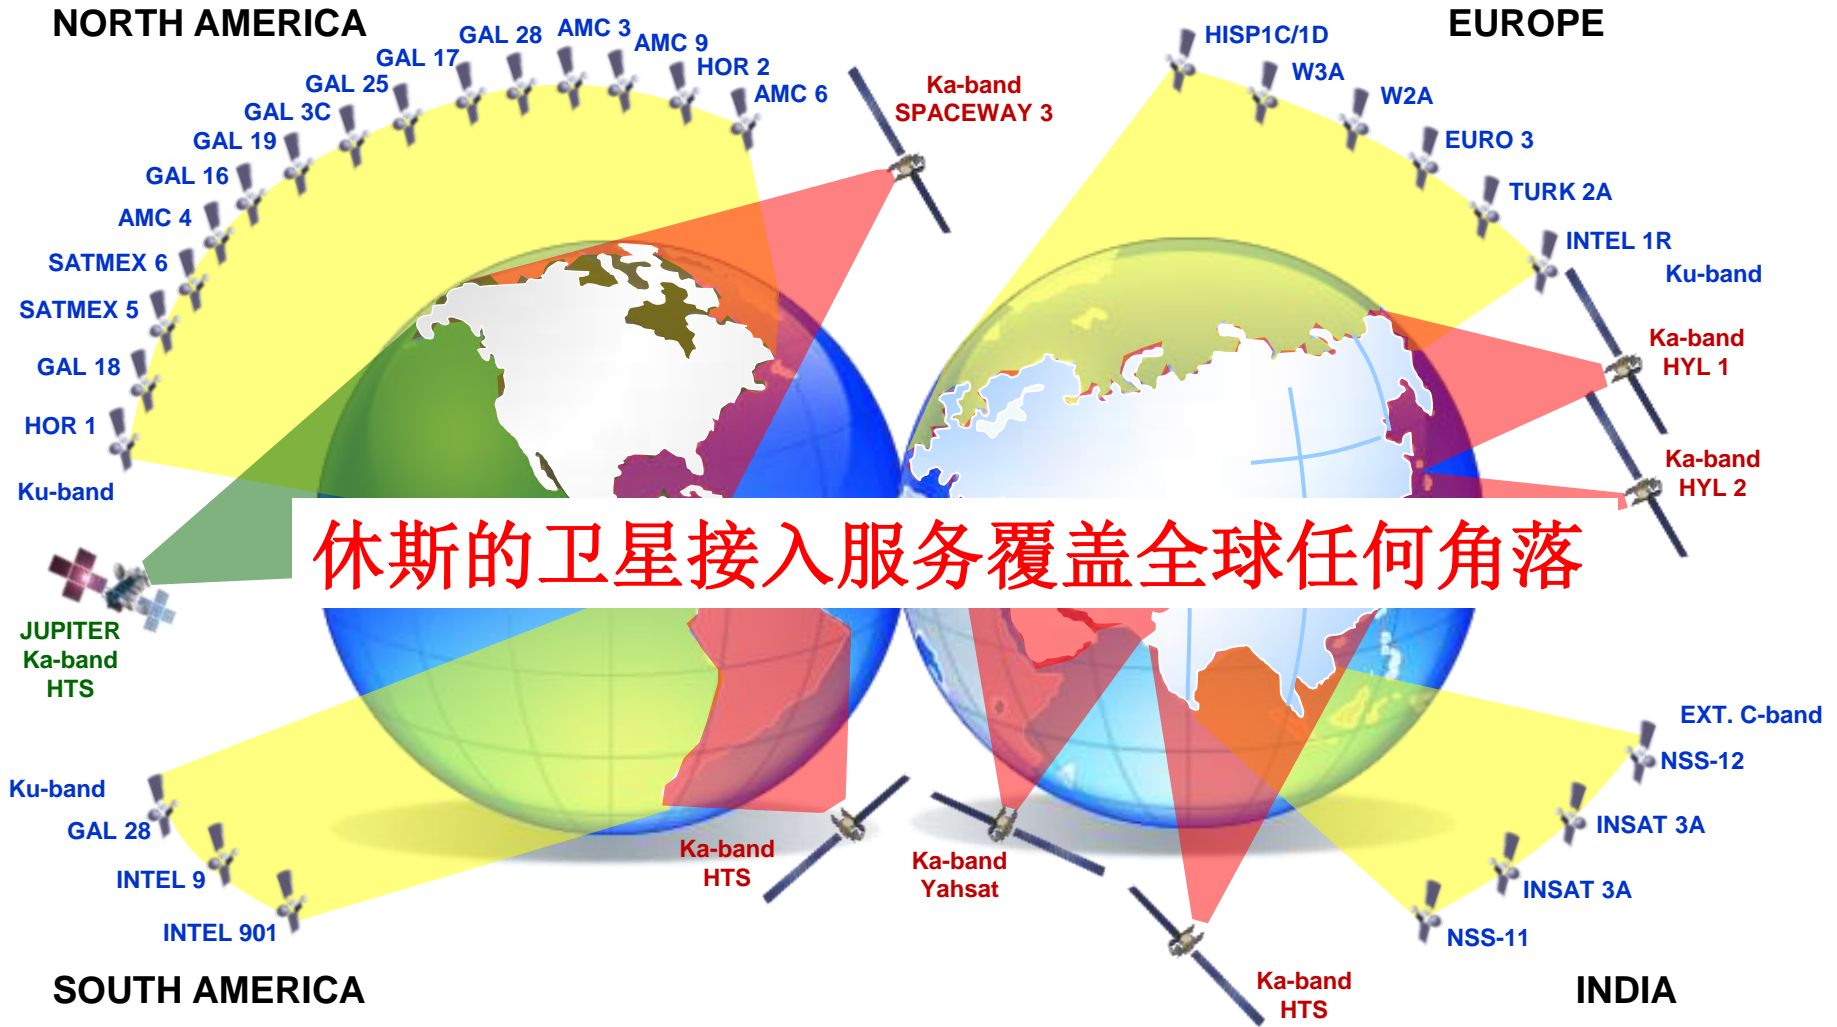 NORTH AMERICA
EUROPE
GAL 28
AMC 3
AMC 9
GAL 17
HOR 2
GAL 25
AMC 6
GAL 3C
GAL 19
GAL 16
AMC 4
SATMEX 6
SATMEX 5
GAL 18
HOR 1
Ku-band
Ka-band
SPACEWAY 3
HISP1C/1D
W3A
W2A
EURO 3
TURK 2A
INTEL 1R
Ku-band
Ka-band
HYL 1
Ka-band
HYL 2
休斯的卫星接入服务覆盖全球任何角落
JUPITER
Ka-band
HTS
Ku-band
GAL 28
INTEL 9
INTEL 901
Ka-band
HTS
Ka-band
Yahsat
Ka-band
HTS
EXT. C-band
NSS-12
INSAT 3A
INSAT 3A
NSS-11
SOUTH AMERICA
INDIA